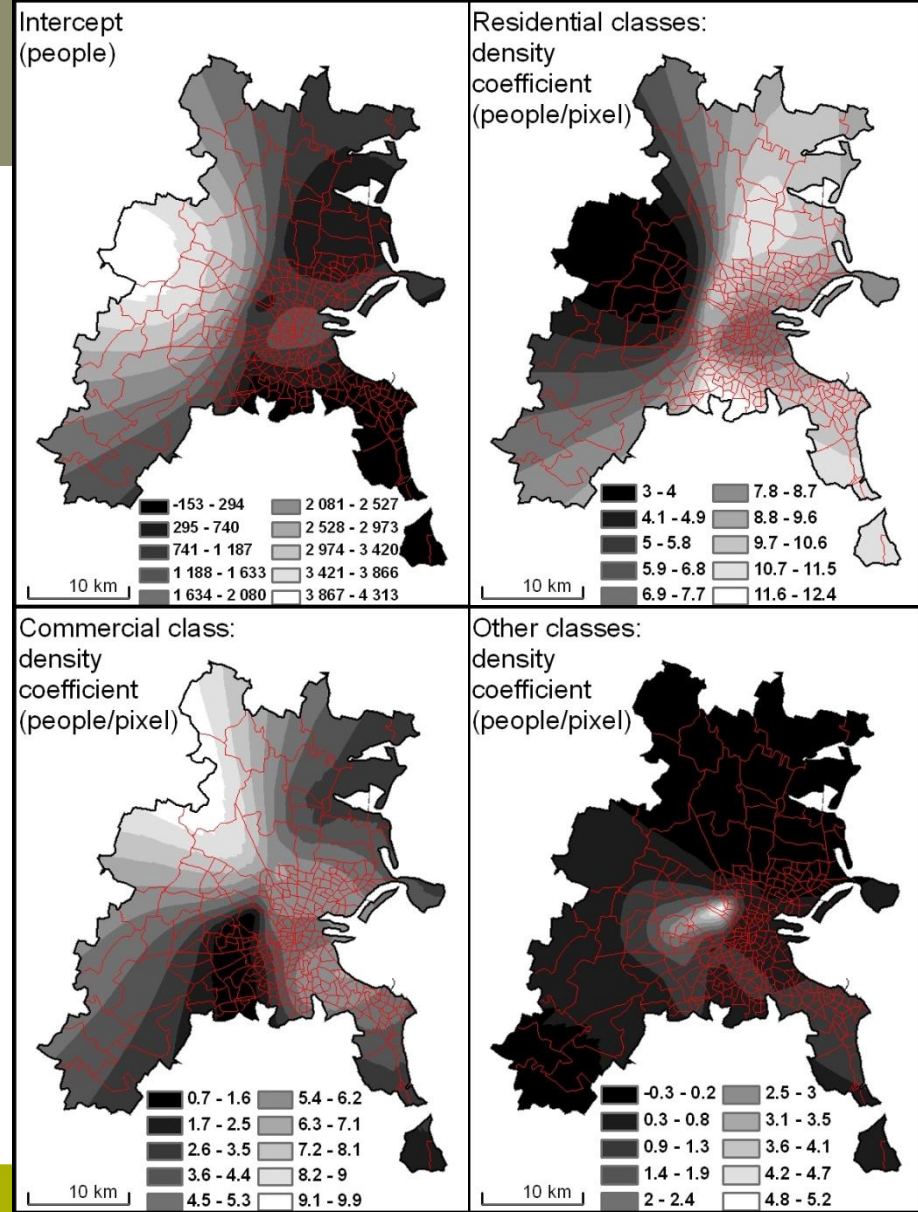 Intercept
(people)
-153 - 294
295 - 740
741 - 1 187
1 188 - 1 633
1 634 - 2 080
2 081 - 2 527
2 528 - 2 973
2 974 - 3 420
3 421 - 3 866
3 867 - 4 313
10 km
Residential classes:
density
coefficient
(people/pixel)
3 - 4
4.1 - 4.9
5 - 5.8
5.9 - 6.8
6.9 - 7.7
7.8 - 8.7
8.8 - 9.6
9.7 - 10.6
10.7 - 11.5
11.6 - 12.4
10 km
Commercial class:
density
coefficient
(people/pixel)
0.7 - 1.6
1.7 - 2.5
2.6 - 3.5
3.6 - 4.4
4.5 - 5.3
5.4 - 6.2
6.3 - 7.1
7.2 - 8.1
8.2 - 9
9.1 - 9.9
10 km
Other classes:
density
coefficient
(people/pixel)
-0.3 - 0.2
0.3 - 0.8
0.9 - 1.3
1.4 - 1.9
2 - 2.4
2.5 - 3
3.1 - 3.5
3.6 - 4.1
4.2 - 4.7
4.8 - 5.2
10 km